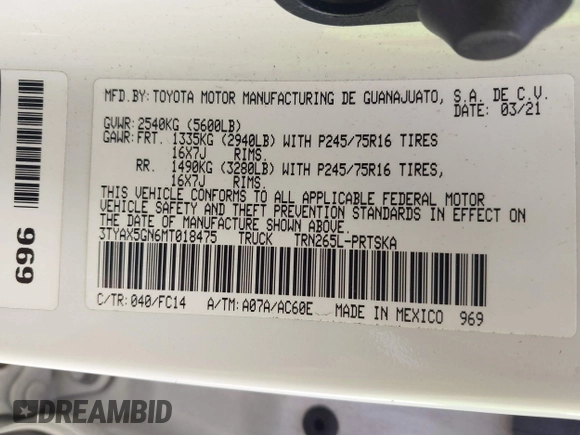 MFD.BY:TOYOTA MOTOR MANUFACTURING DE GUANAJUATO, S.A. DE C.V.
DATE: 03/21
GVWR:2540KG (5600LB)
GAWR:FRT. 1335KG (2940LB) WITH P245/75R16 TIRES
16X7J RIMS.
RR. 1490KG (3280LB) WITH P245/75R16 TIRES,
16X7J RIMS.
THIS VEHICLE CONFORMS TO ALL APPLICABLE FEDERAL MOTOR
VEHICLE SAFETY AND THEFT PREVENTION STANDARDS IN EFFECT ON
THE DATE OF MANUFACTURE SHOWN ABOVE.
3TYAX5GN6MT018475 TRUCK TRN265L-PRTSKA
C/TR:040/FC14 A/TM:A07A/AC60E MADE IN MEXICO 969
969
DREAMBID